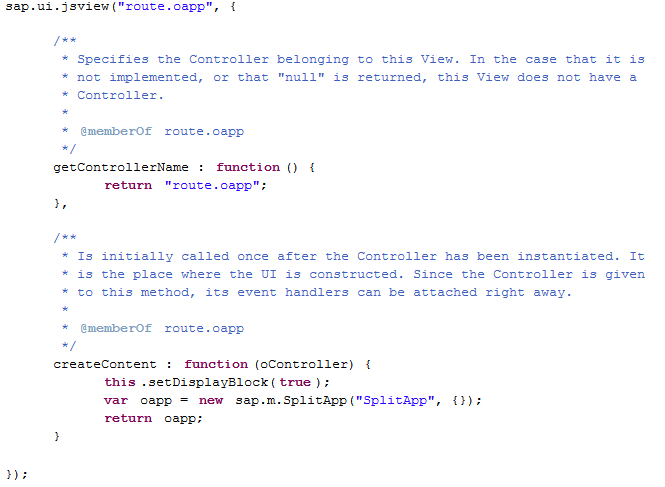 sap.ui.jsview("route.oapp", {
/**
* Specifies the Controller belonging to this View. In the case that it is
* not implemented, or that "null" is returned, this View does not have a
* Controller.
*
* @memberOf route.oapp
*/
getControllerName : function () {
return "route.oapp";
},
/**
* Is initially called once after the Controller has been instantiated. It
* is the place where the UI is constructed. Since the Controller is given
* to this method, its event handlers can be attached right away.
*
* @memberOf route.oapp
*/
createContent : function (oController) {
this .setDisplayBlock( true );
var oapp = new sap.m.SplitApp("SplitApp", {});
return oapp;
}
});